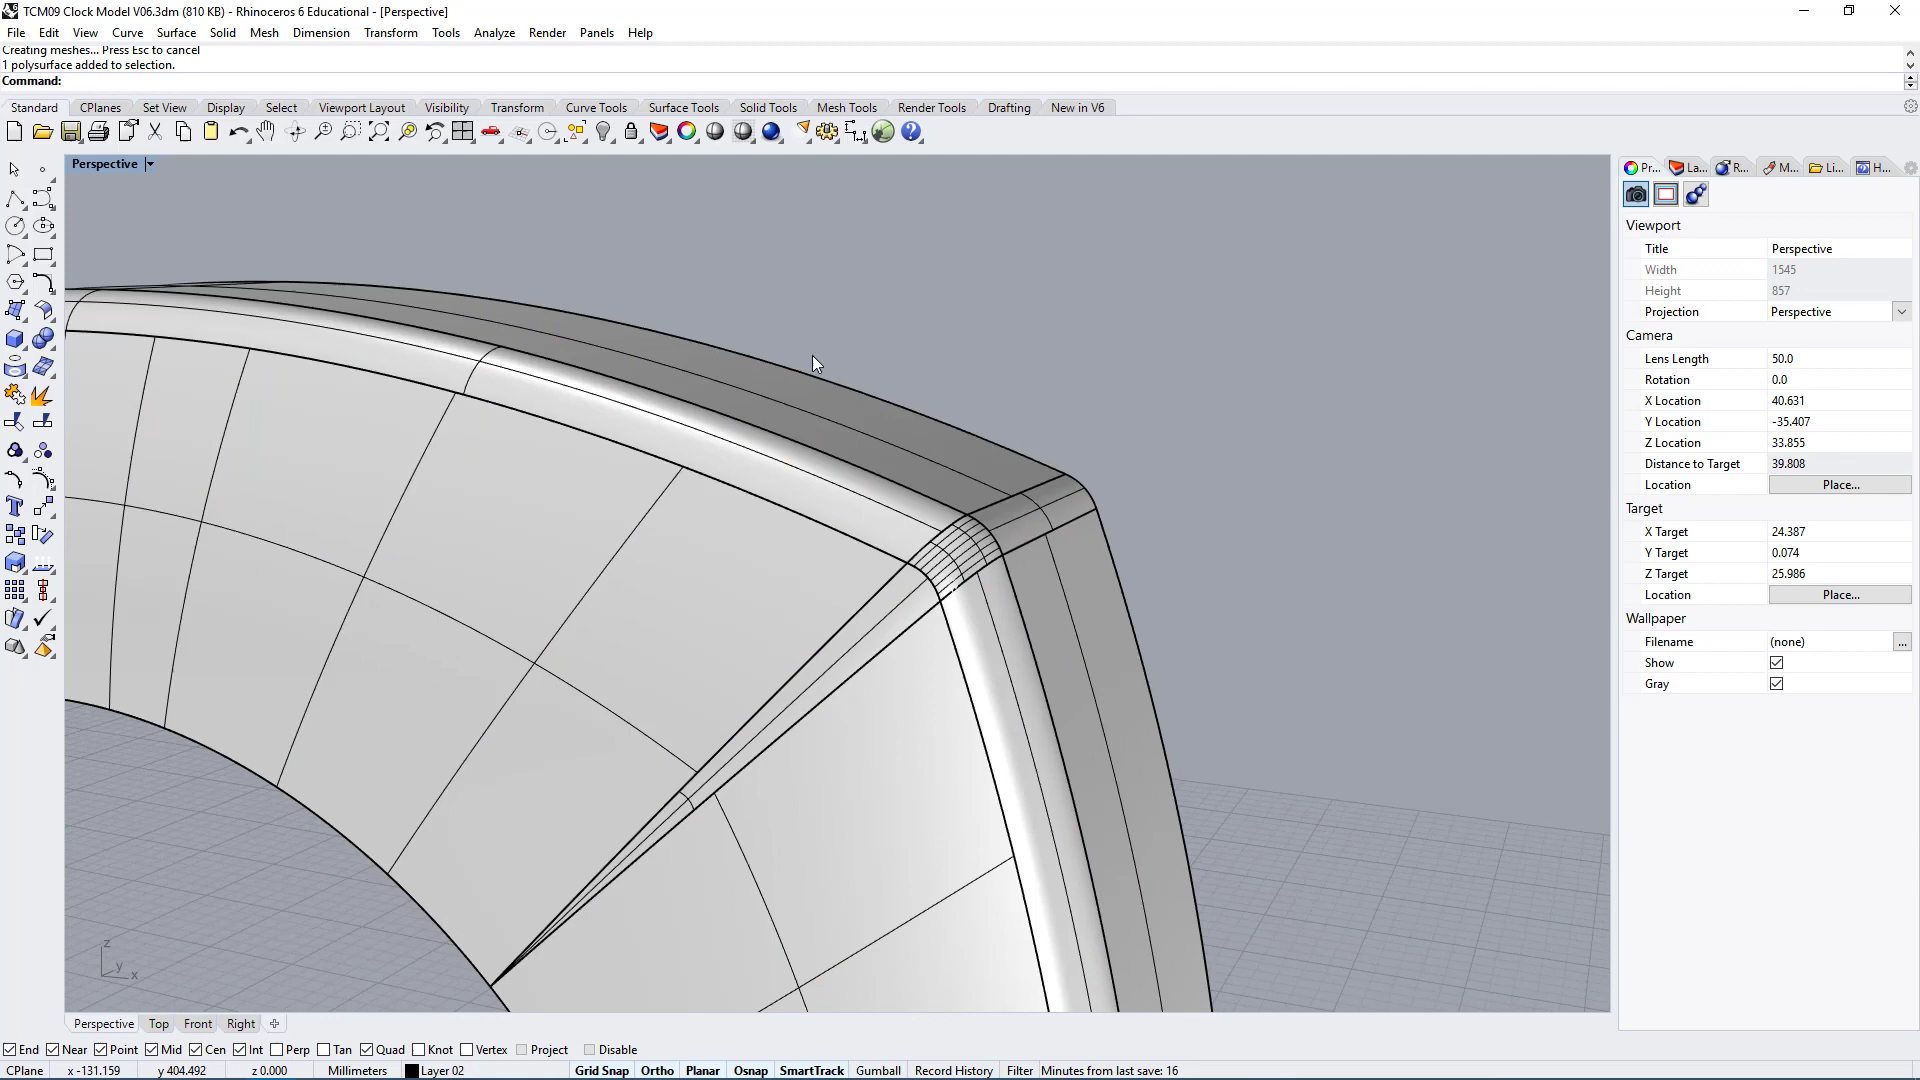 TCM09 Clock Model V06.3dm (810 KB) - Rhinoceros 6 Educational - [Perspective]
File Edit View Curve Surface Solid Mesh Dimension Transform Tools Analyze Render Panels Help
Creating meshes... Press Esc to cancel
1 polysurface added to selection.
Command:
Standard CPlanes Set View Display Select Viewport Layout Visibility Transform Curve Tools Surface Tools Solid Tools Mesh Tools Render Tools Drafting New in V6
Perspective
Pr... La... R... M... Li... H...
Viewport
Title Perspective
Width 1545
Height 857
Projection Perspective
Camera
Lens Length 50.0
Rotation 0.0
X Location 40.631
Y Location -35.407
Z Location 33.855
Distance to Target 39.808
Location Place...
Target
X Target 24.387
Y Target 0.074
Z Target 25.986
Location Place...
Wallpaper
Filename (none) ...
Show
Gray
z
y
x
Perspective Top Front Right
End Near Point Mid Cen Int Perp Tan Quad Knot Vertex Project Disable
CPlane x -131.159 y 404.492 z 0.000 Millimeters Layer 02 Grid Snap Ortho Planar Osnap SmartTrack Gumball Record History Filter Minutes from last save: 16